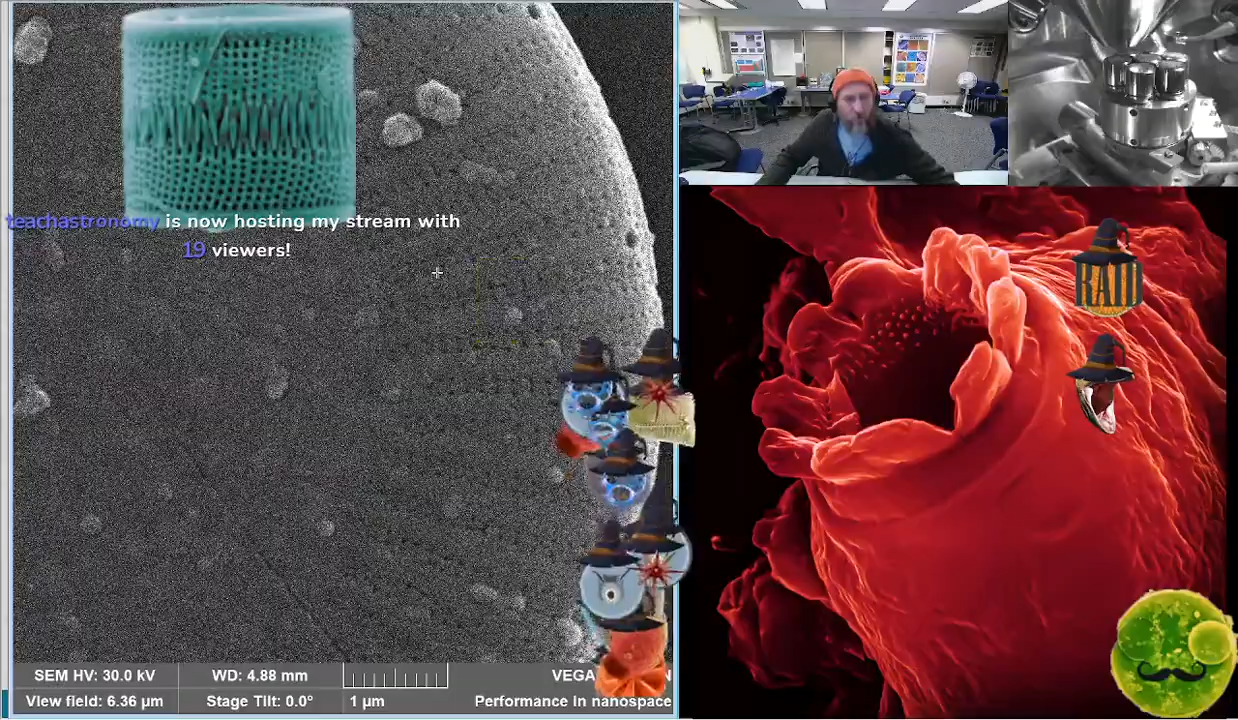 teachastronomy is now hosting my stream with
19 viewers!
RAID
SEM HV: 30.0 kV
WD: 4.88 mm
VEGA
View field: 6.36 µm
Stage Tilt: 0.0°
1 µm
Performance in nanospace